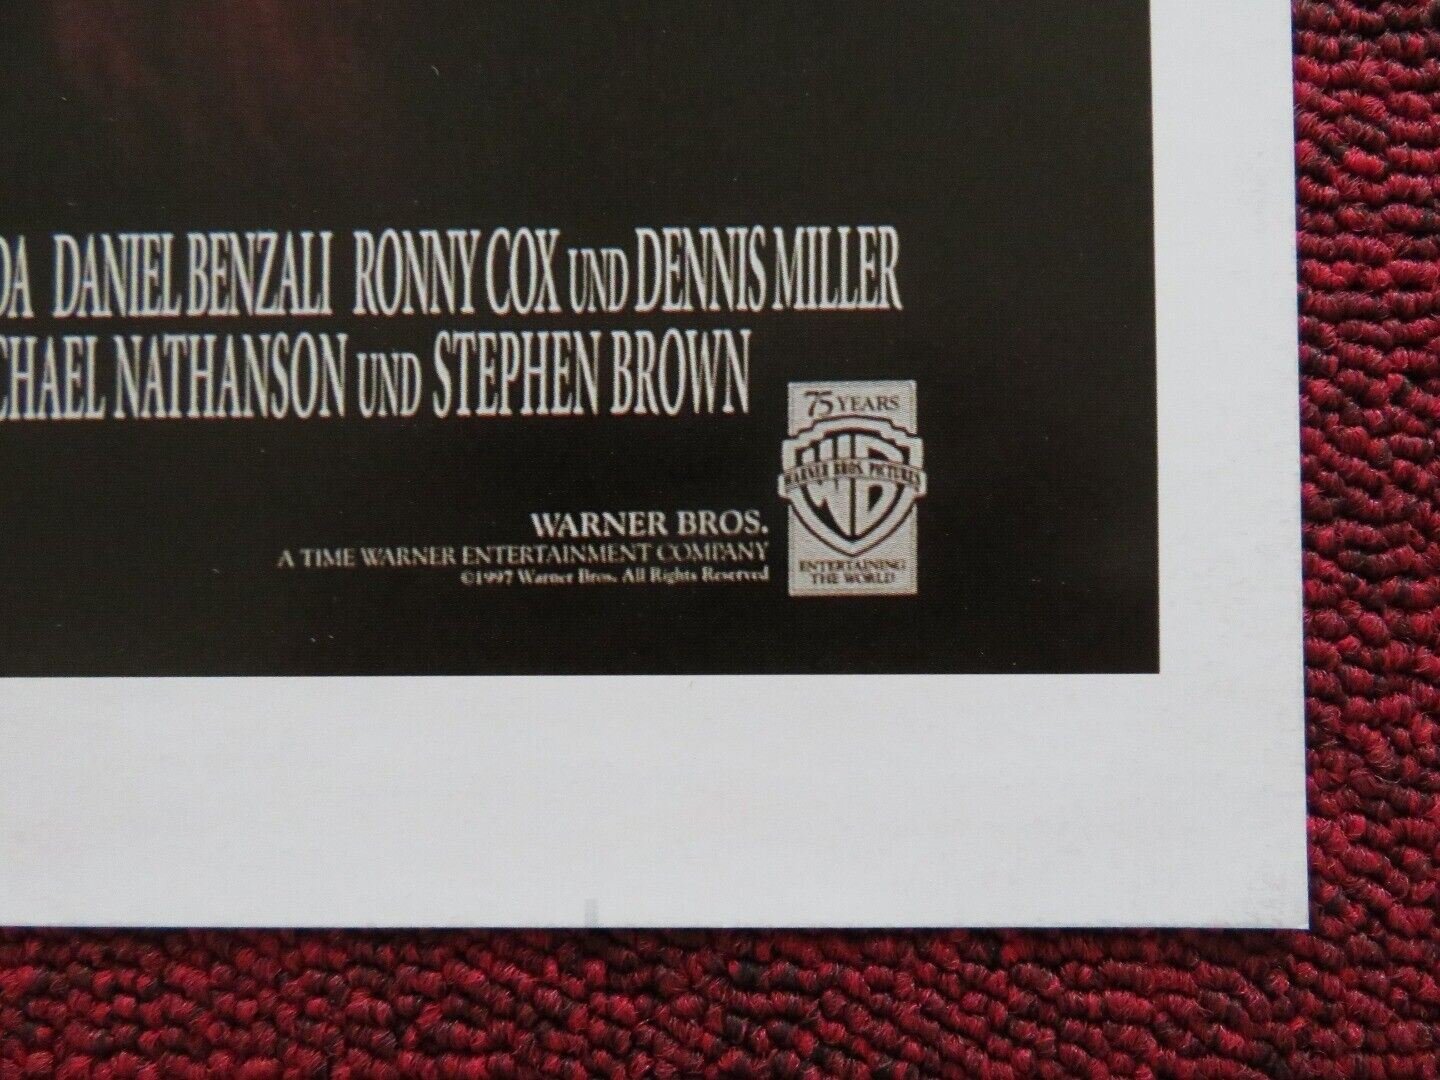 DA DANIEL BENZALI RONNY COX UND DENNIS MILLER
CHAEL NATHANSON UND STEPHEN BROWN
75 YEARS
WB
WARNER BROS. PICTURES
ENTERTAINING
THE WORLD
WARNER BROS.
A TIME WARNER ENTERTAINMENT COMPANY
©1997 Warner Bros. All Rights Reserved